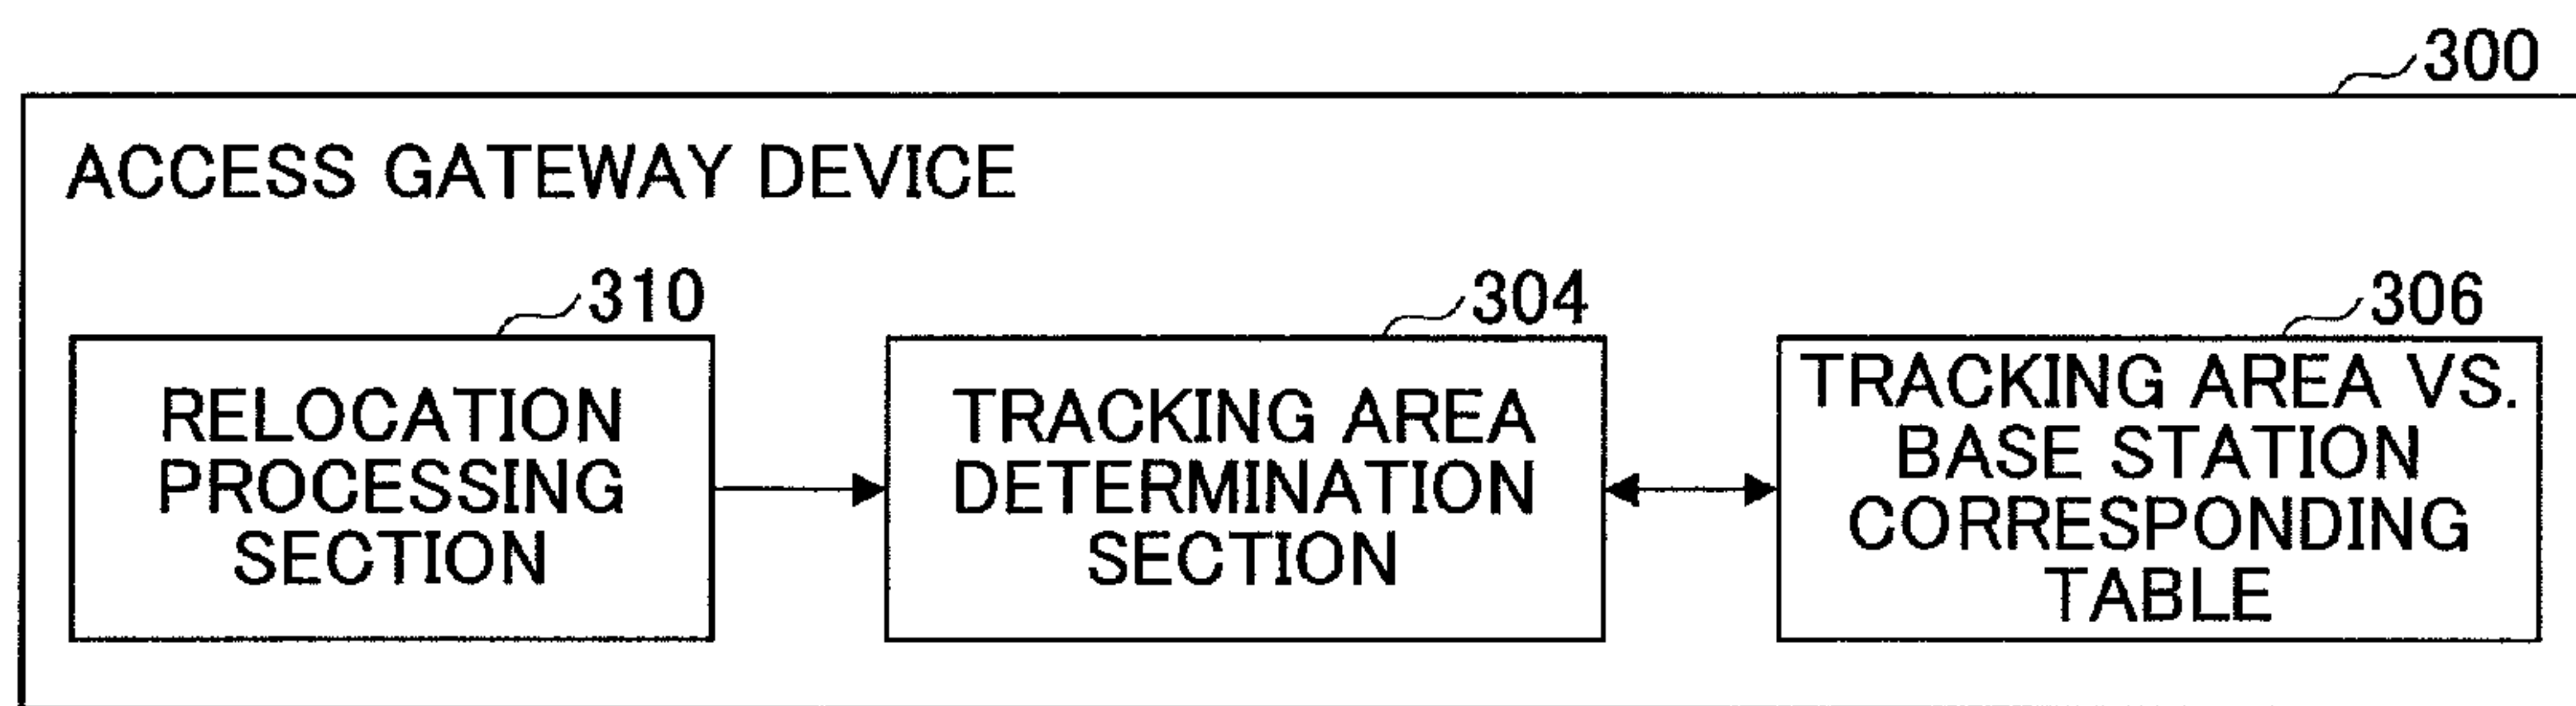 300
ACCESS GATEWAY DEVICE
310
304
306
RELOCATION
PROCESSING
SECTION
TRACKING AREA
DETERMINATION
SECTION
TRACKING AREA VS.
BASE STATION
CORRESPONDING
TABLE